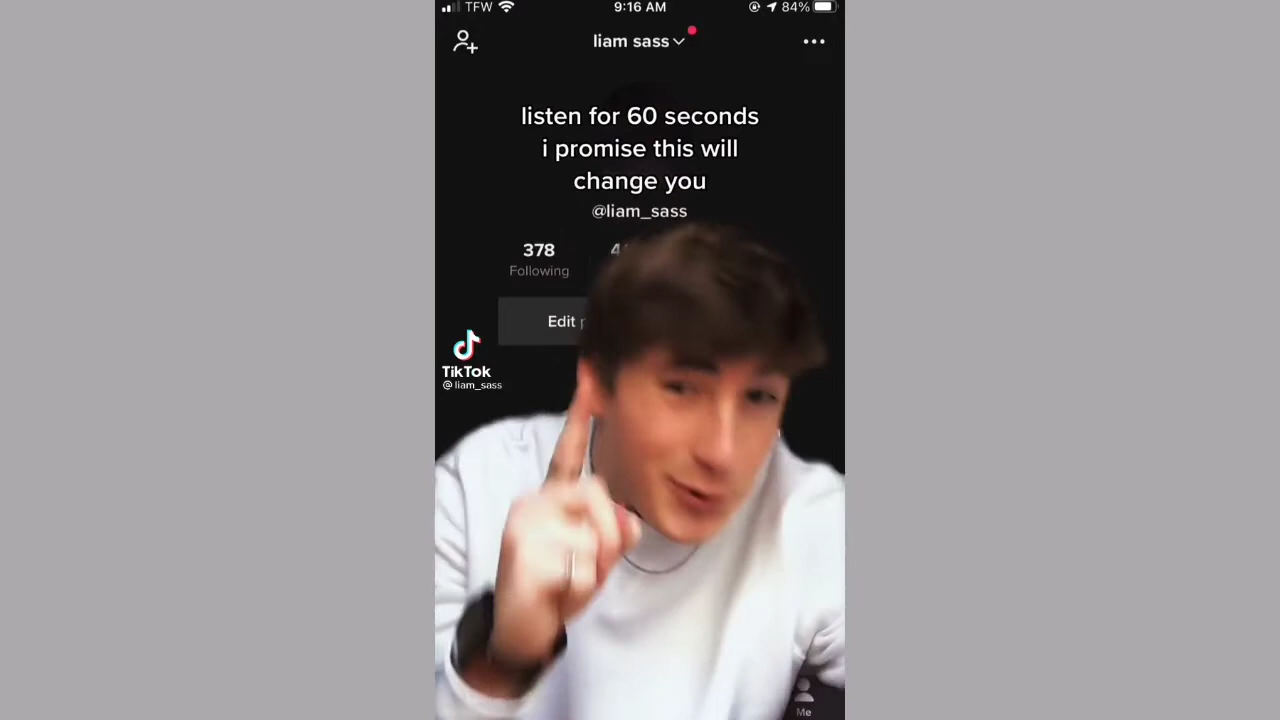 TFW 9:16 AM 84%
liam sass
listen for 60 seconds
i promise this will
change you
@liam_sass
378
Following
Edit
TikTok
@liam_sass
Me